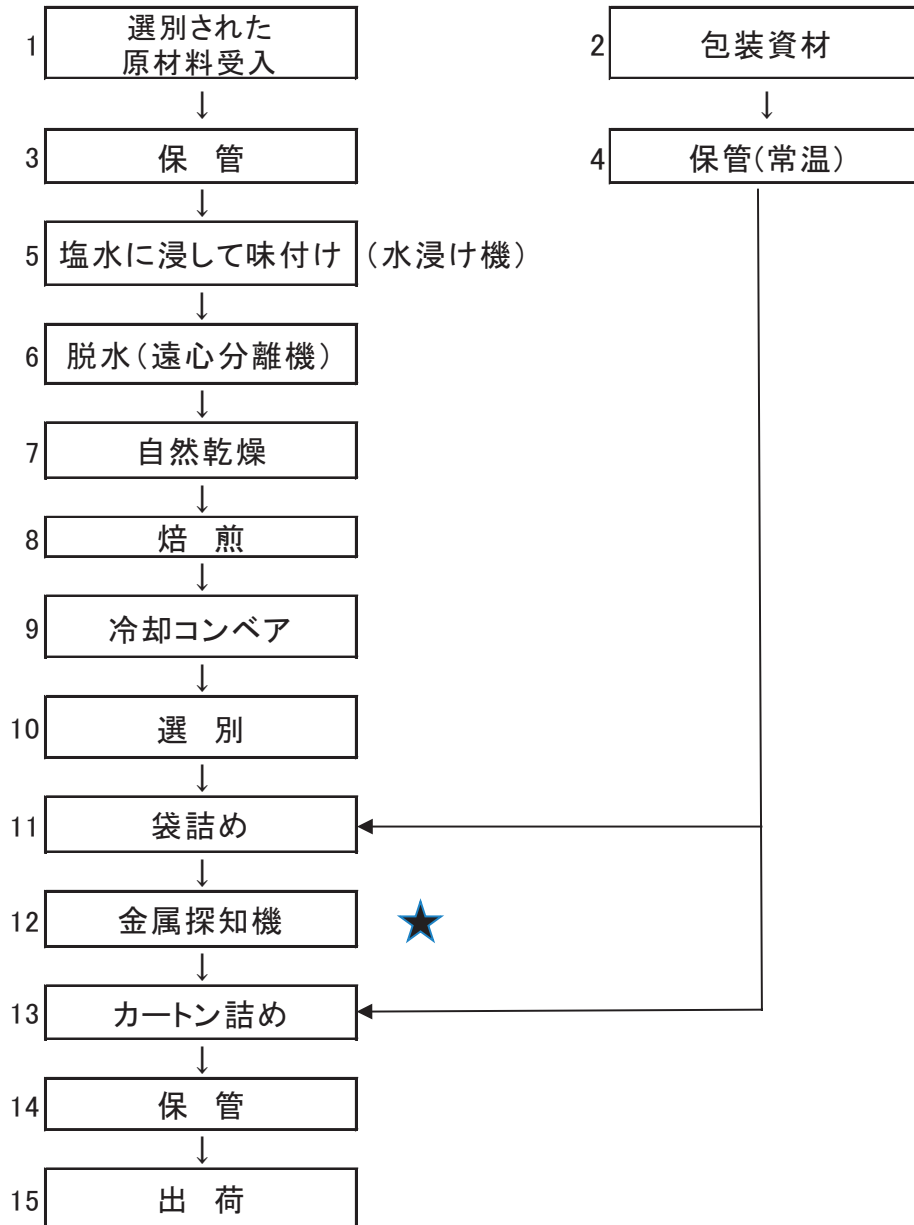 1 選別された
原材料受入
2 包装資材
↓ ↓
3 保 管
4 保管(常温)
↓
5 塩水に浸して味付け (水浸け機)
↓
6 脱水(遠心分離機)
↓
7 自然乾燥
↓
8 焙 煎
↓
9 冷却コンベア
↓
10 選 別
↓
11 袋詰め
↓
12 金属探知機 ★
↓
13 カートン詰め
↓
14 保 管
↓
15 出 荷